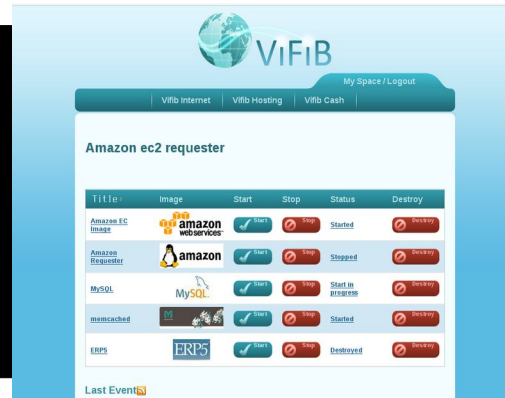 ViFiB
My Space / Logout
Vifib Internet Vifib Hosting Vifib Cash
Amazon ec2 requester
Title Image Start Stop Status Destroy
Amazon EC
Image
amazon
webservices
Start Stop Started Destroy
Amazon
Requester
amazon
Start Stop Stopped Destroy
MySQL
MySQL
Start Stop Start in
progress
Destroy
memcached
M
Start Stop Started Destroy
ERP5 ERP5 Start Stop Destroyed Destroy
Last Event